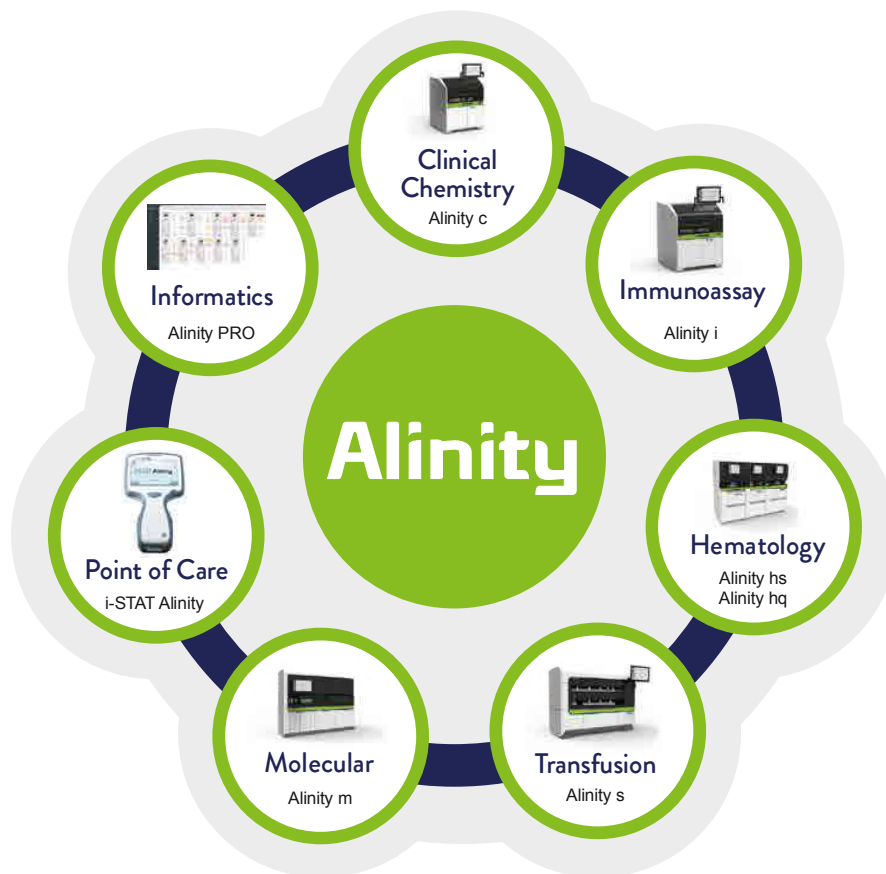 Clinical
Chemistry
Alinity c
Immunoassay
Alinity i
Hematology
Alinity hs
Alinity hq
Transfusion
Alinity s
Molecular
Alinity m
Point of Care
i-STAT Alinity
Informatics
Alinity PRO
Alinity